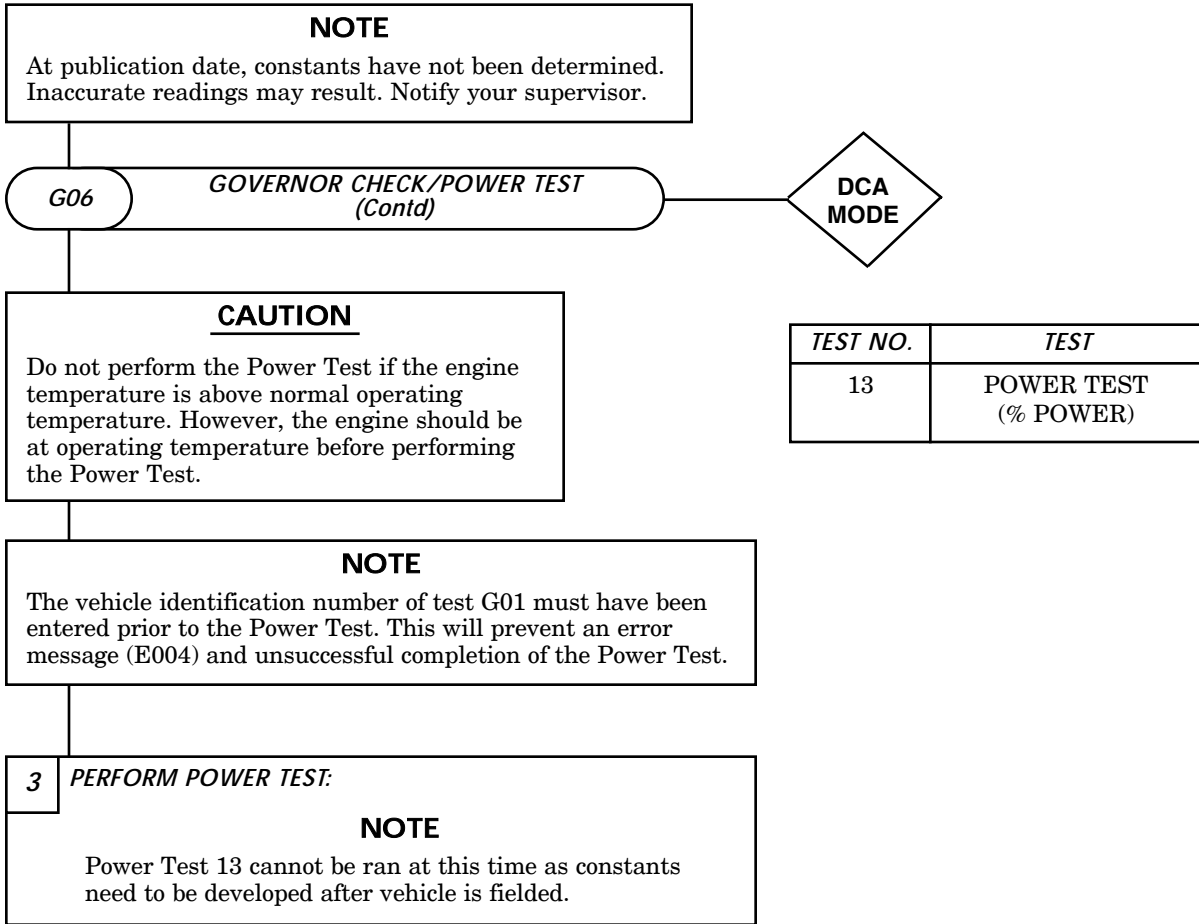 NOTE
At publication date, constants have not been determined.
Inaccurate readings may result. Notify your supervisor.
G06
GOVERNOR CHECK/POWER TEST
(Contd)
DCA
MODE
CAUTION
Do not perform the Power Test if the engine
temperature is above normal operating
temperature. However, the engine should be
at operating temperature before performing
the Power Test.
TEST NO. TEST
13 POWER TEST
(% POWER)
NOTE
The vehicle identification number of test G01 must have been
entered prior to the Power Test. This will prevent an error
message (E004) and unsuccessful completion of the Power Test.
3 PERFORM POWER TEST:
NOTE
Power Test 13 cannot be ran at this time as constants
need to be developed after vehicle is fielded.